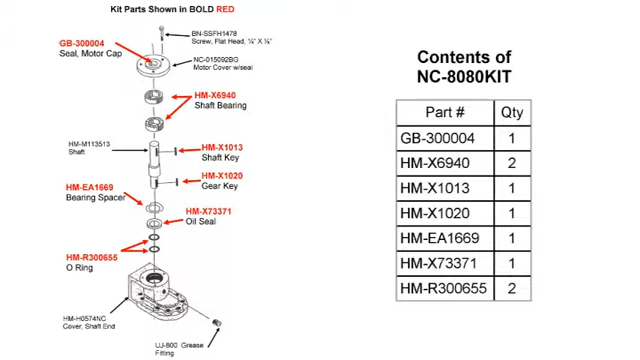 Kit Parts Shown in BOLD RED
BN-SSFH1478
Screw, Flat Head, ¼" X ⅞"
GB-300004
Seal, Motor Cap
NC-015092BG
Motor Cover w/seal
HM-X6940
Shaft Bearing
HM-M113513
Shaft
HM-X1013
Shaft Key
HM-X1020
Gear Key
HM-EA1669
Bearing Spacer
HM-X73371
Oil Seal
HM-R300655
O Ring
HM-H0574NC
Cover, Shaft End
UJ-800 Grease
Fitting
Contents of
NC-8080KIT
Part # Qty
GB-300004 1
HM-X6940 2
HM-X1013 1
HM-X1020 1
HM-EA1669 1
HM-X73371 1
HM-R300655 2